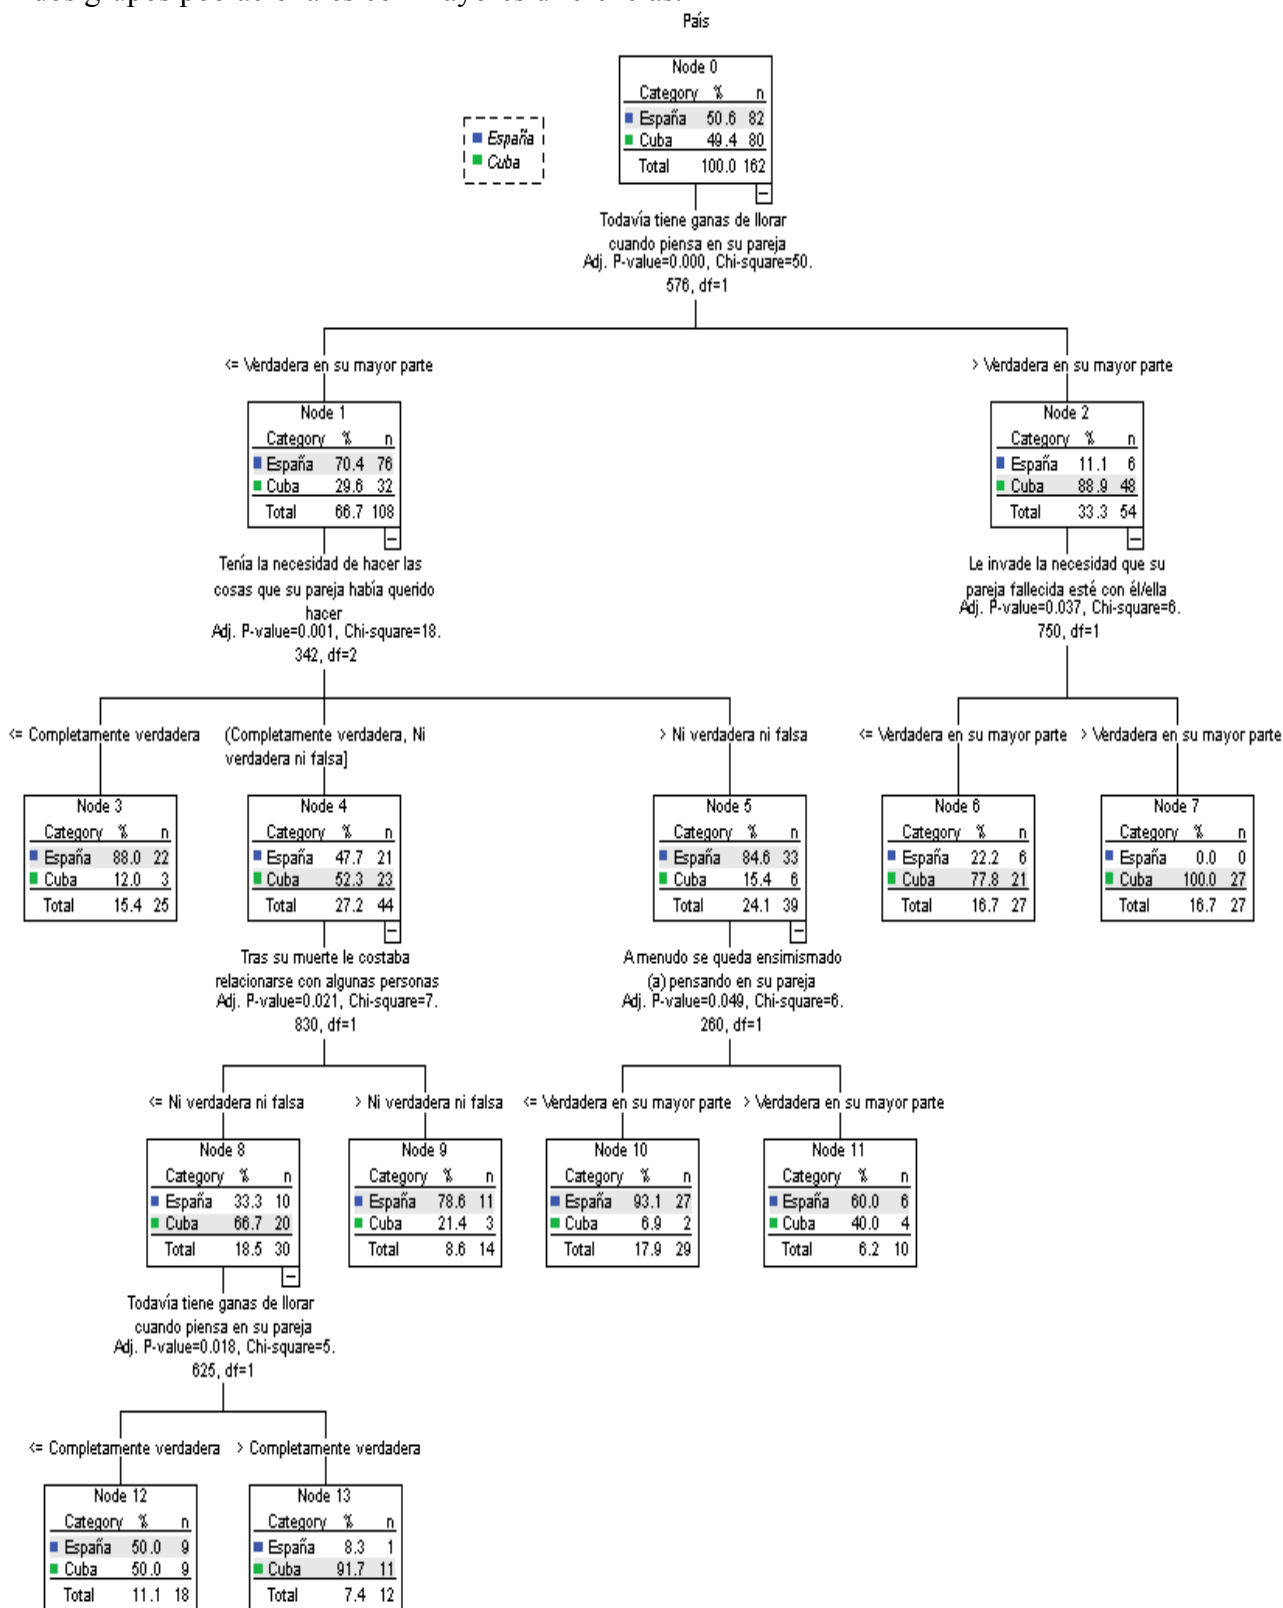 dos grupos poblacionales con mayores diferencias.
País
Node 0
Category % n
España 50.6 82
Cuba 49.4 80
Total 100.0 162
España
Cuba
Todavía tiene ganas de llorar
cuando piensa en su pareja
Adj. P-value=0.000, Chi-square=50.
576, df=1
<= Verdadera en su mayor parte
> Verdadera en su mayor parte
Node 1
Category % n
España 70.4 76
Cuba 29.6 32
Total 66.7 108
Node 2
Category % n
España 11.1 6
Cuba 88.9 48
Total 33.3 54
Tenía la necesidad de hacer las
cosas que su pareja había querido
hacer
Adj. P-value=0.001, Chi-square=18.
342, df=2
Le invade la necesidad que su
pareja fallecida esté con él/ella
Adj. P-value=0.037, Chi-square=6.
750, df=1
<= Completamente verdadera
(Completamente verdadera, Ni
verdadera ni falsa]
> Ni verdadera ni falsa
<= Verdadera en su mayor parte
> Verdadera en su mayor parte
Node 3
Category % n
España 88.0 22
Cuba 12.0 3
Total 15.4 25
Node 4
Category % n
España 47.7 21
Cuba 52.3 23
Total 27.2 44
Node 5
Category % n
España 84.6 33
Cuba 15.4 6
Total 24.1 39
Node 6
Category % n
España 22.2 6
Cuba 77.8 21
Total 16.7 27
Node 7
Category % n
España 0.0 0
Cuba 100.0 27
Total 16.7 27
Tras su muerte le costaba
relacionarse con algunas personas
Adj. P-value=0.021, Chi-square=7.
830, df=1
A menudo se queda ensimismado
(a) pensando en su pareja
Adj. P-value=0.049, Chi-square=6.
260, df=1
<= Ni verdadera ni falsa
> Ni verdadera ni falsa
<= Verdadera en su mayor parte
> Verdadera en su mayor parte
Node 8
Category % n
España 33.3 10
Cuba 66.7 20
Total 18.5 30
Node 9
Category % n
España 78.6 11
Cuba 21.4 3
Total 8.6 14
Node 10
Category % n
España 93.1 27
Cuba 6.9 2
Total 17.9 29
Node 11
Category % n
España 60.0 6
Cuba 40.0 4
Total 6.2 10
Todavía tiene ganas de llorar
cuando piensa en su pareja
Adj. P-value=0.018, Chi-square=5.
625, df=1
<= Completamente verdadera
> Completamente verdadera
Node 12
Category % n
España 50.0 9
Cuba 50.0 9
Total 11.1 18
Node 13
Category % n
España 8.3 1
Cuba 91.7 11
Total 7.4 12